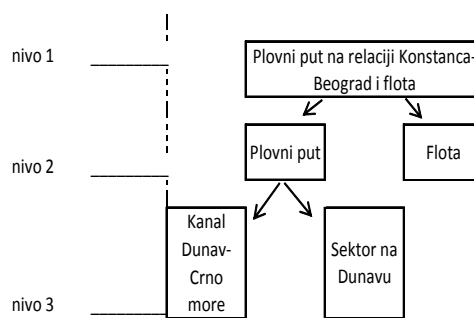 nivo 1
Plovni put na relaciji Konstanca-
Beograd i flota
nivo 2
Plovni put
Flota
nivo 3
Kanal
Dunav-
Crno
more
Sektor na
Dunavu